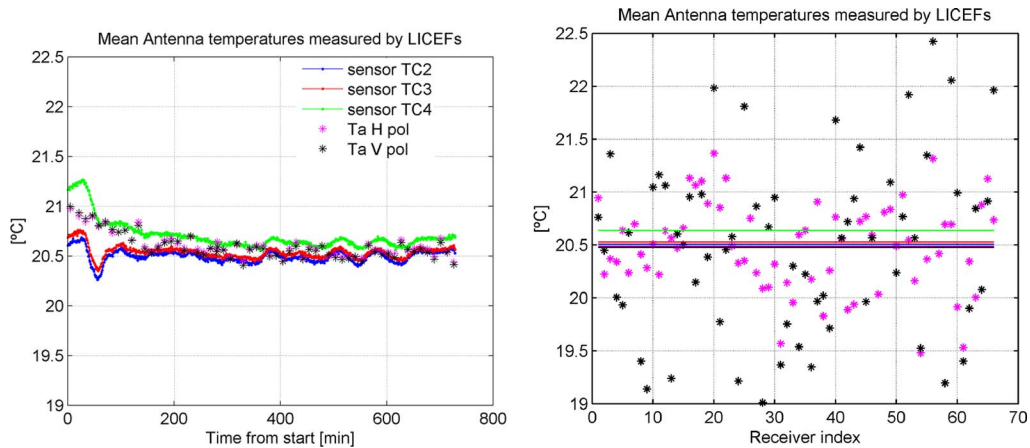 Mean Antenna temperatures measured by LICEFs
22.5
22
21.5
21
20.5
20
19.5
19
[ºC]
sensor TC2
sensor TC3
sensor TC4
Ta H pol
Ta V pol
0
200
400
600
800
Time from start [min]
Mean Antenna temperatures measured by LICEFs
22.5
22
21.5
21
20.5
20
19.5
19
[ºC]
0
10
20
30
40
50
60
70
Receiver index